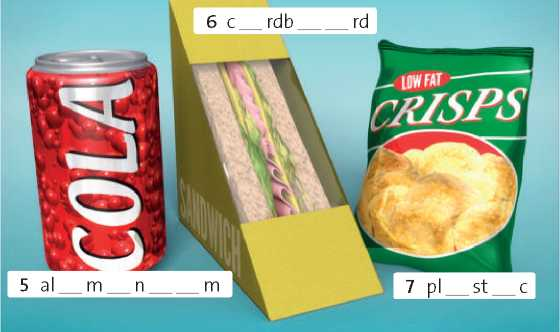 6 c __ rdb __ __ rd
LOW FAT
CRISPS
COLA
SANDWICH
5 al __ m __ n __ __ m
7 pl __ st __ c